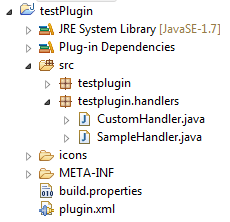 testPlugin
JRE System Library [JavaSE-1.7]
Plug-in Dependencies
src
testplugin
testplugin.handlers
CustomHandler.java
SampleHandler.java
icons
META-INF
build.properties
plugin.xml